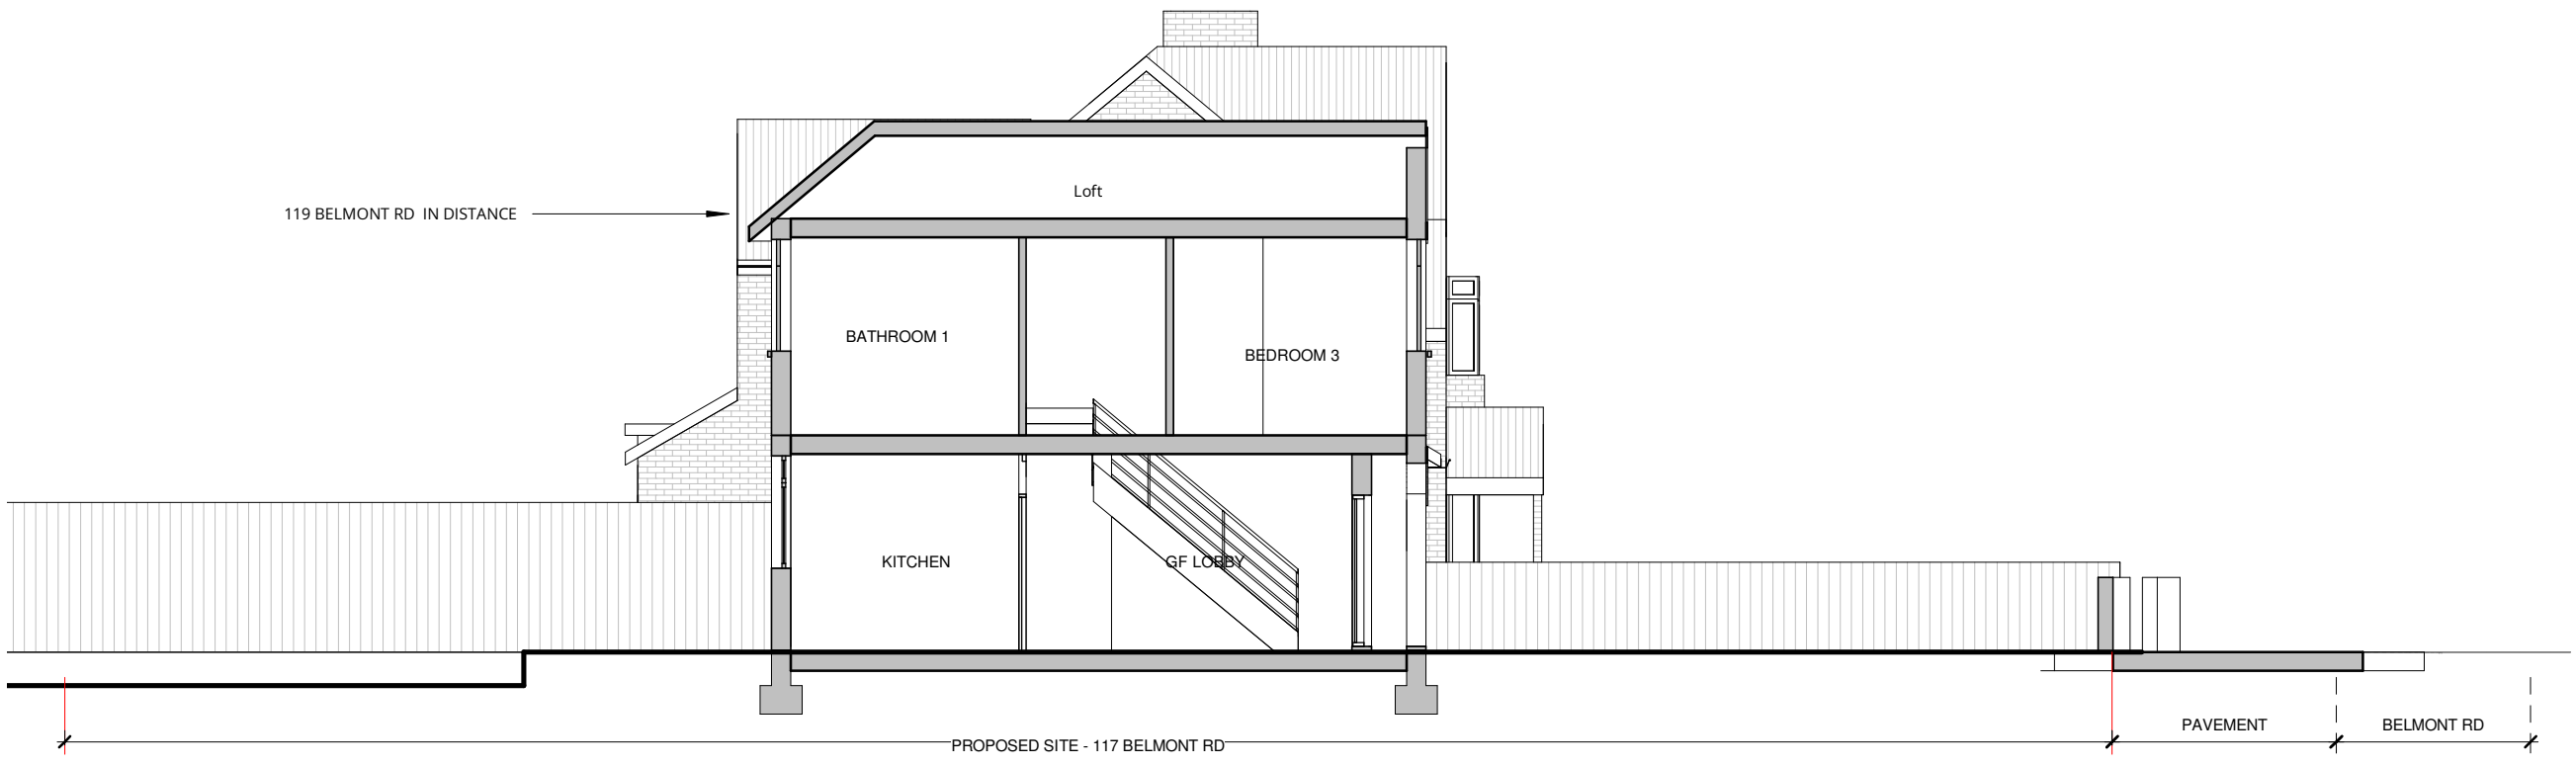 Loft
119 BELMONT RD IN DISTANCE
BATHROOM 1
BEDROOM 3
KITCHEN
GF LOBBY
PAVEMENT
BELMONT RD
PROPOSED SITE - 117 BELMONT RD